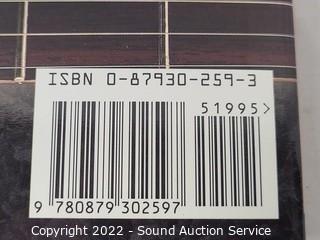 ISBN 0-87930-259-3
51995>
9 780879 302597
Copyright 2022 - Sound Auction Service